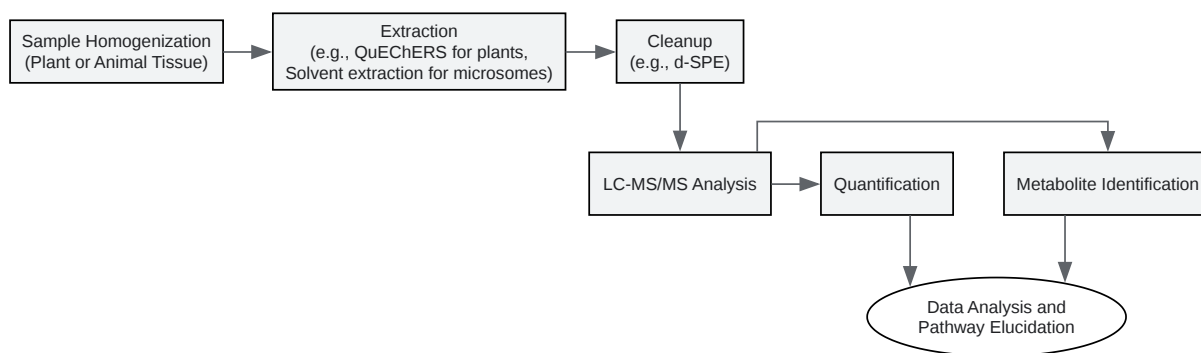 Sample Homogenization
(Plant or Animal Tissue)
Extraction
(e.g., QuEChERS for plants,
Solvent extraction for microsomes)
Cleanup
(e.g., d-SPE)
LC-MS/MS Analysis
Quantification
Metabolite Identification
Data Analysis and
Pathway Elucidation